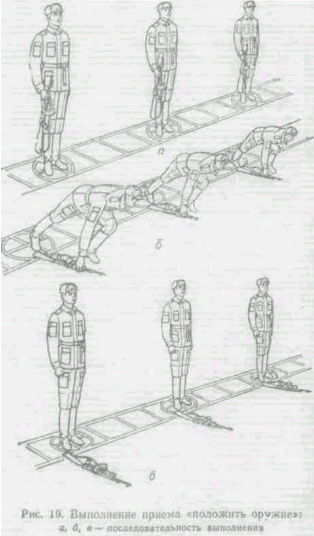 а
б
в
Рис. 19. Выполнение приема «положить оружие»:
а, б, в — последовательность выполнения